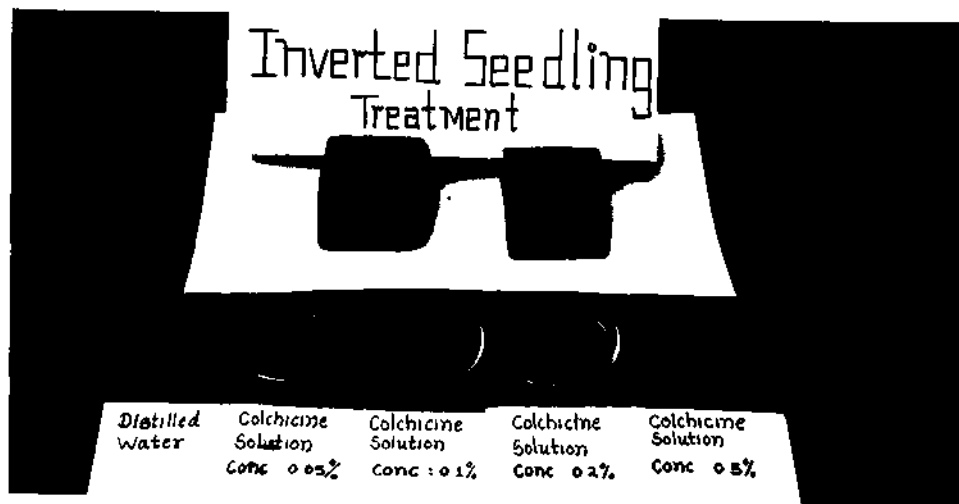 Inverted Seedling
Treatment
Distilled
Water
Colchicine
Solution
Conc 0.05%
Colchicine
Solution
Conc : 0.1%
Colchicine
Solution
Conc 0.2%
Colchicine
Solution
Conc 0.5%